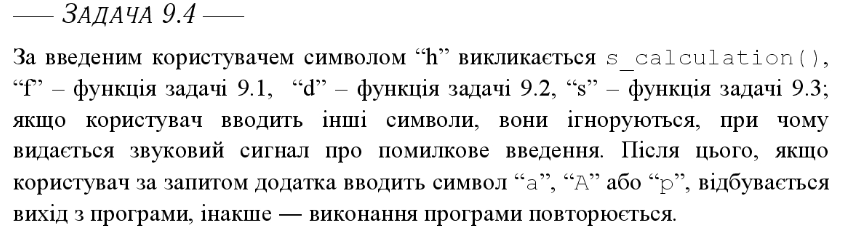 ЗАДАЧА 9.4
За введеним користувачем символом “h” викликається s_calculation(),
“f” – функція задачі 9.1, “d” – функція задачі 9.2, “s” – функція задачі 9.3;
якщо користувач вводить інші символи, вони ігноруються, при чому
видається звуковий сигнал про помилкове введення. Після цього, якщо
користувач за запитом додатка вводить символ “a”, “A” або “p”, відбувається
вихід з програми, інакше — виконання програми повторюється.